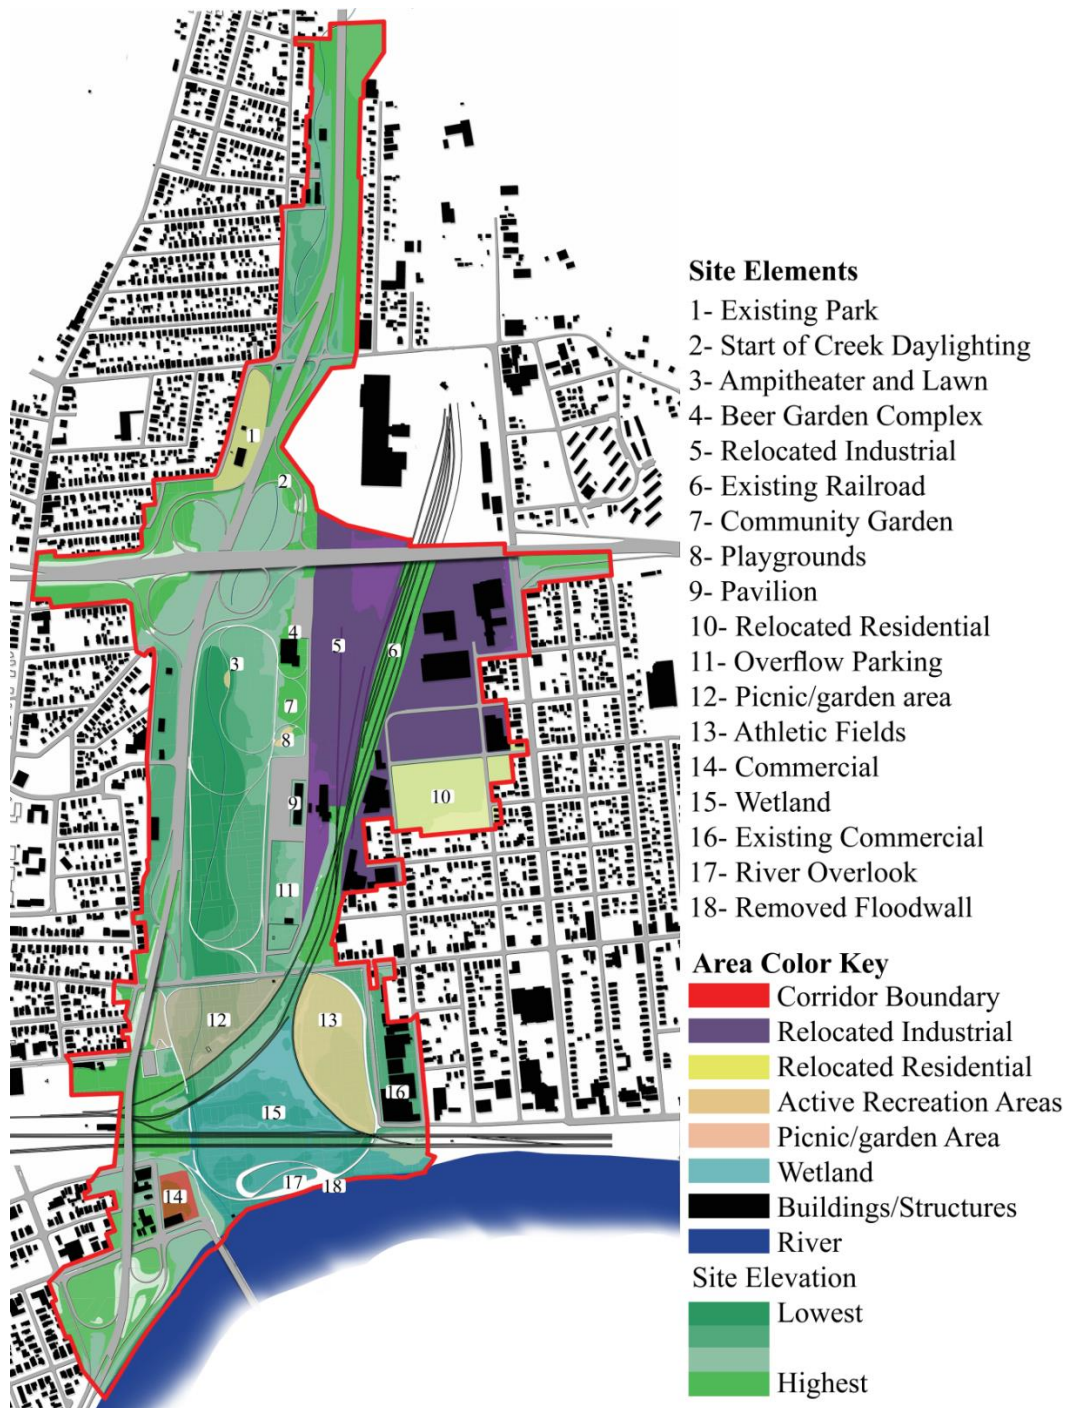 1
2
3
4
5
6
7
8
9
10
11
12
13
14
15
16
17
18
Site Elements
1- Existing Park
2- Start of Creek Daylighting
3- Ampitheater and Lawn
4- Beer Garden Complex
5- Relocated Industrial
6- Existing Railroad
7- Community Garden
8- Playgrounds
9- Pavilion
10- Relocated Residential
11- Overflow Parking
12- Picnic/garden area
13- Athletic Fields
14- Commercial
15- Wetland
16- Existing Commercial
17- River Overlook
18- Removed Floodwall
Area Color Key
Corridor Boundary
Relocated Industrial
Relocated Residential
Active Recreation Areas
Picnic/garden Area
Wetland
Buildings/Structures
River
Site Elevation
Lowest
Highest